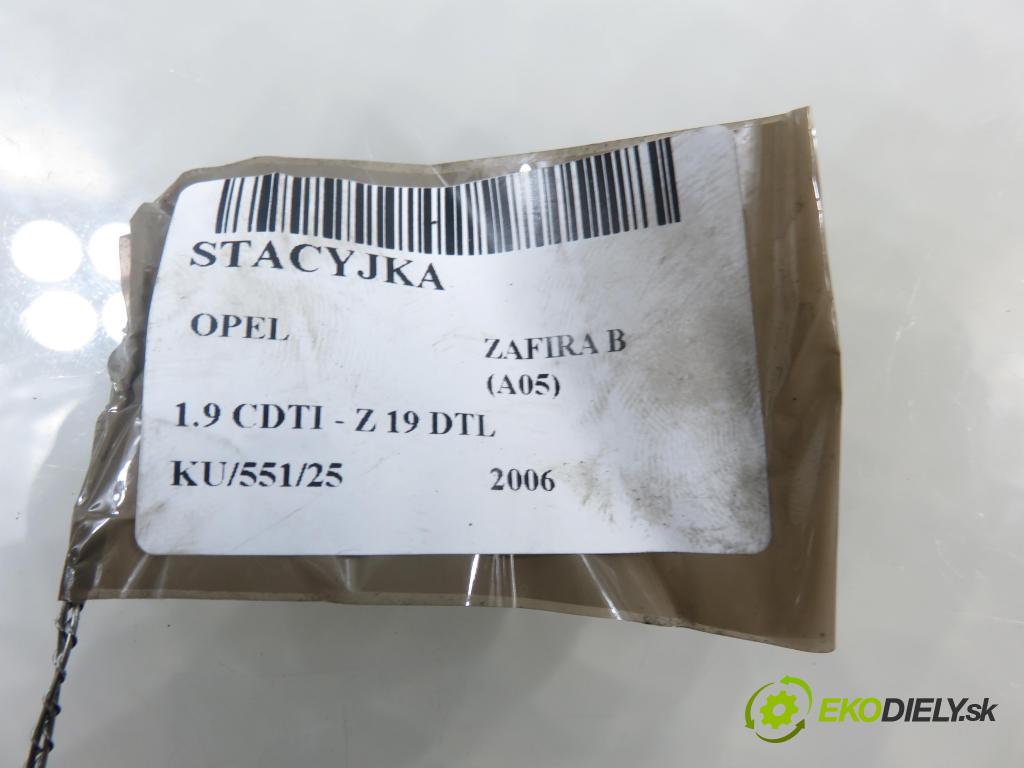 STACYJKA
OPEL
ZAFIRA B
(A05)
1.9 CDTI - Z 19 DTL
KU/551/25
2006
EKODIELY.sk